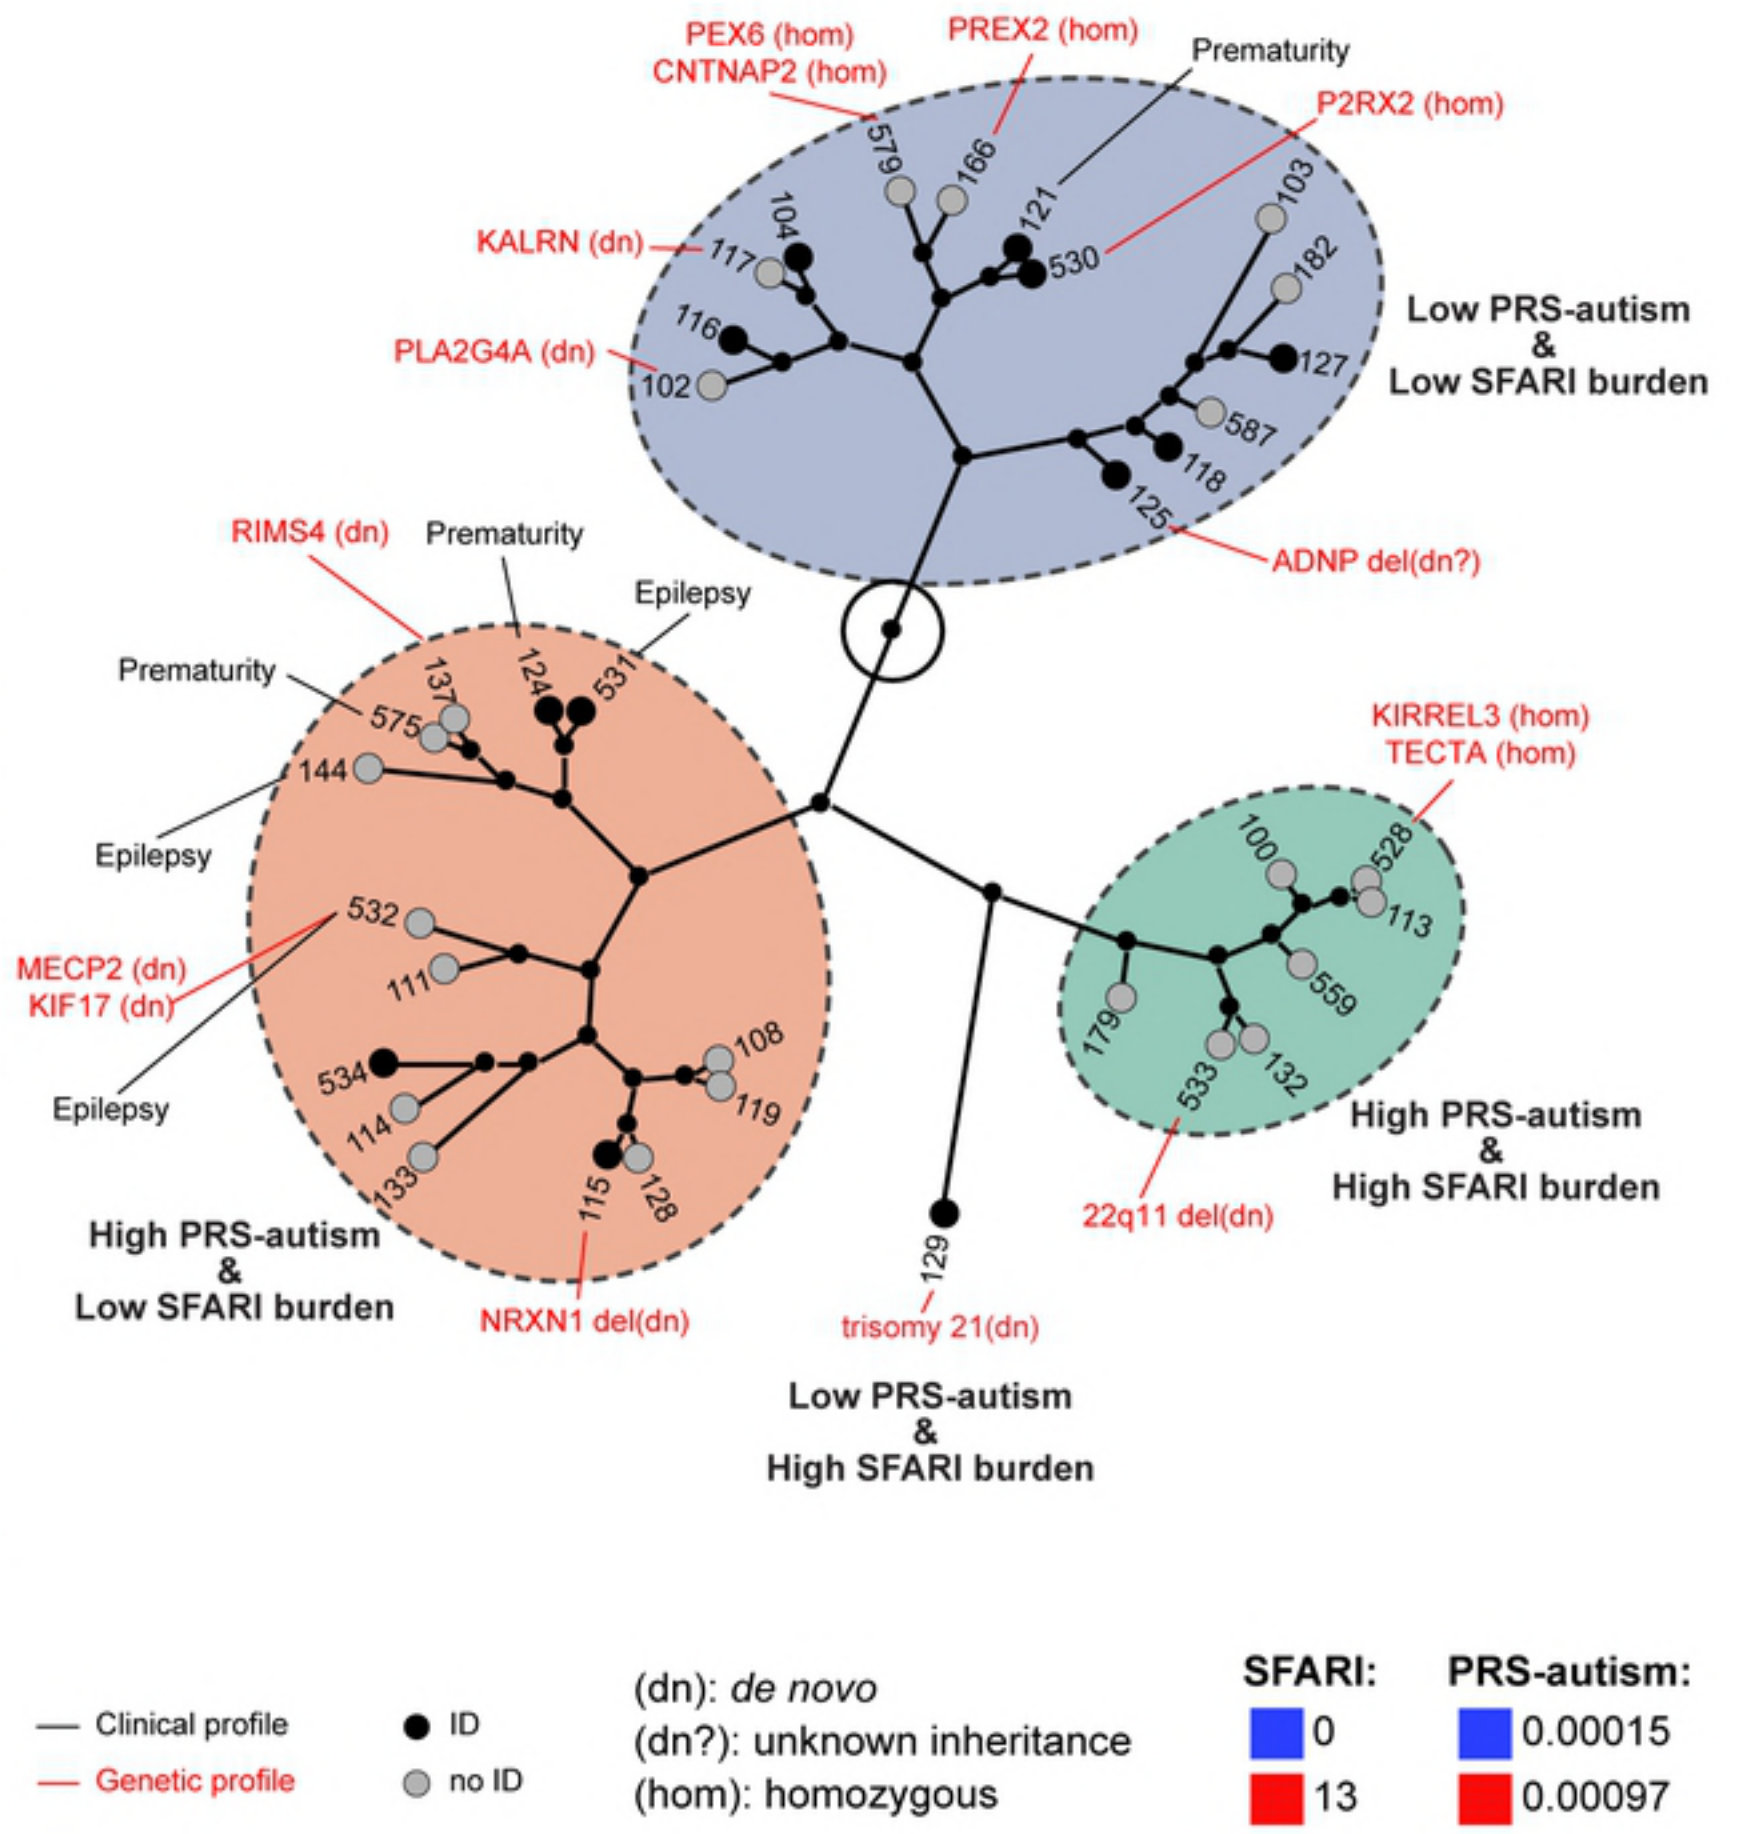 PEX6 (hom)
CNTNAP2 (hom)
PREX2 (hom)
Prematurity
P2RX2 (hom)
579
166
121
530
103
182
104
117
KALRN (dn)
116
PLA2G4A (dn)
102
127
587
118
125
Low PRS-autism
&
Low SFARI burden
ADNP del(dn?)
RIMS4 (dn)
Prematurity
Epilepsy
Prematurity
137
124
531
575
144
Epilepsy
532
111
MECP2 (dn)
KIF17 (dn)
Epilepsy
534
114
133
108
119
115
128
High PRS-autism
&
Low SFARI burden
NRXN1 del(dn)
KIRREL3 (hom)
TECTA (hom)
100
528
113
559
179
533
132
High PRS-autism
&
High SFARI burden
22q11 del(dn)
129
trisomy 21(dn)
Low PRS-autism
&
High SFARI burden
Clinical profile
Genetic profile
ID
no ID
(dn): de novo
(dn?): unknown inheritance
(hom): homozygous
SFARI:
0
13
PRS-autism:
0.00015
0.00097